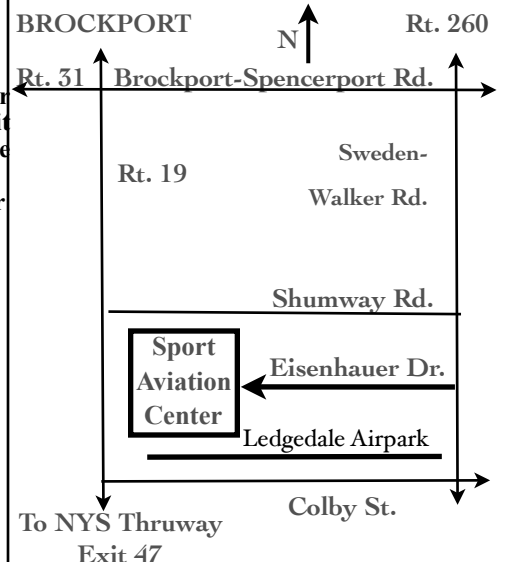 BROCKPORT
Rt. 260
N
Rt. 31
Brockport-Spencerport Rd.
Sweden-
Rt. 19
Walker Rd.
Shumway Rd.
Sport
Aviation
Center
Eisenhauer Dr.
Ledgedale Airpark
Colby St.
To NYS Thruway
Exit 47